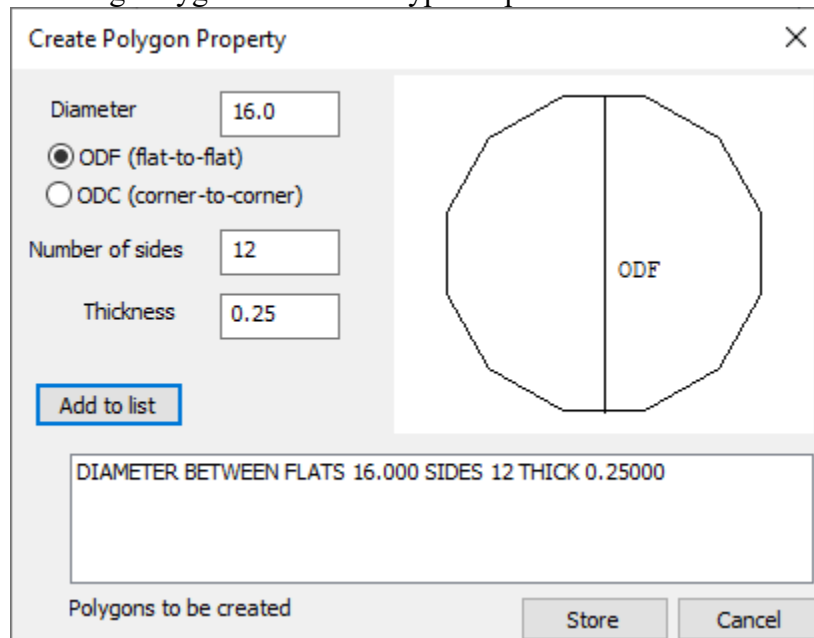 Create Polygon Property
Diameter 16.0
ODF (flat-to-flat)
ODC (corner-to-corner)
Number of sides 12
Thickness 0.25
ODF
Add to list
DIAMETER BETWEEN FLATS 16.000 SIDES 12 THICK 0.25000
Polygons to be created
Store Cancel